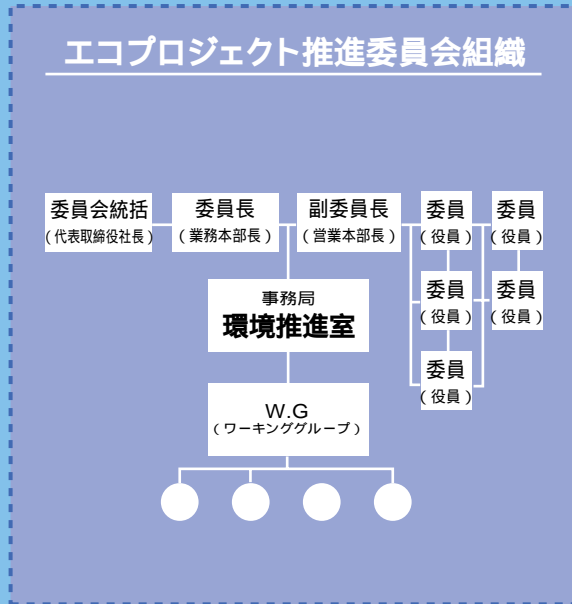 エコプロジェクト推進委員会組織
委員会統括
（代表取締役社長）
委員長
（業務本部長）
副委員長
（営業本部長）
委員
（役員）
委員
（役員）
事務局
環境推進室
委員
（役員）
委員
（役員）
委員
（役員）
W.G
（ワーキンググループ）